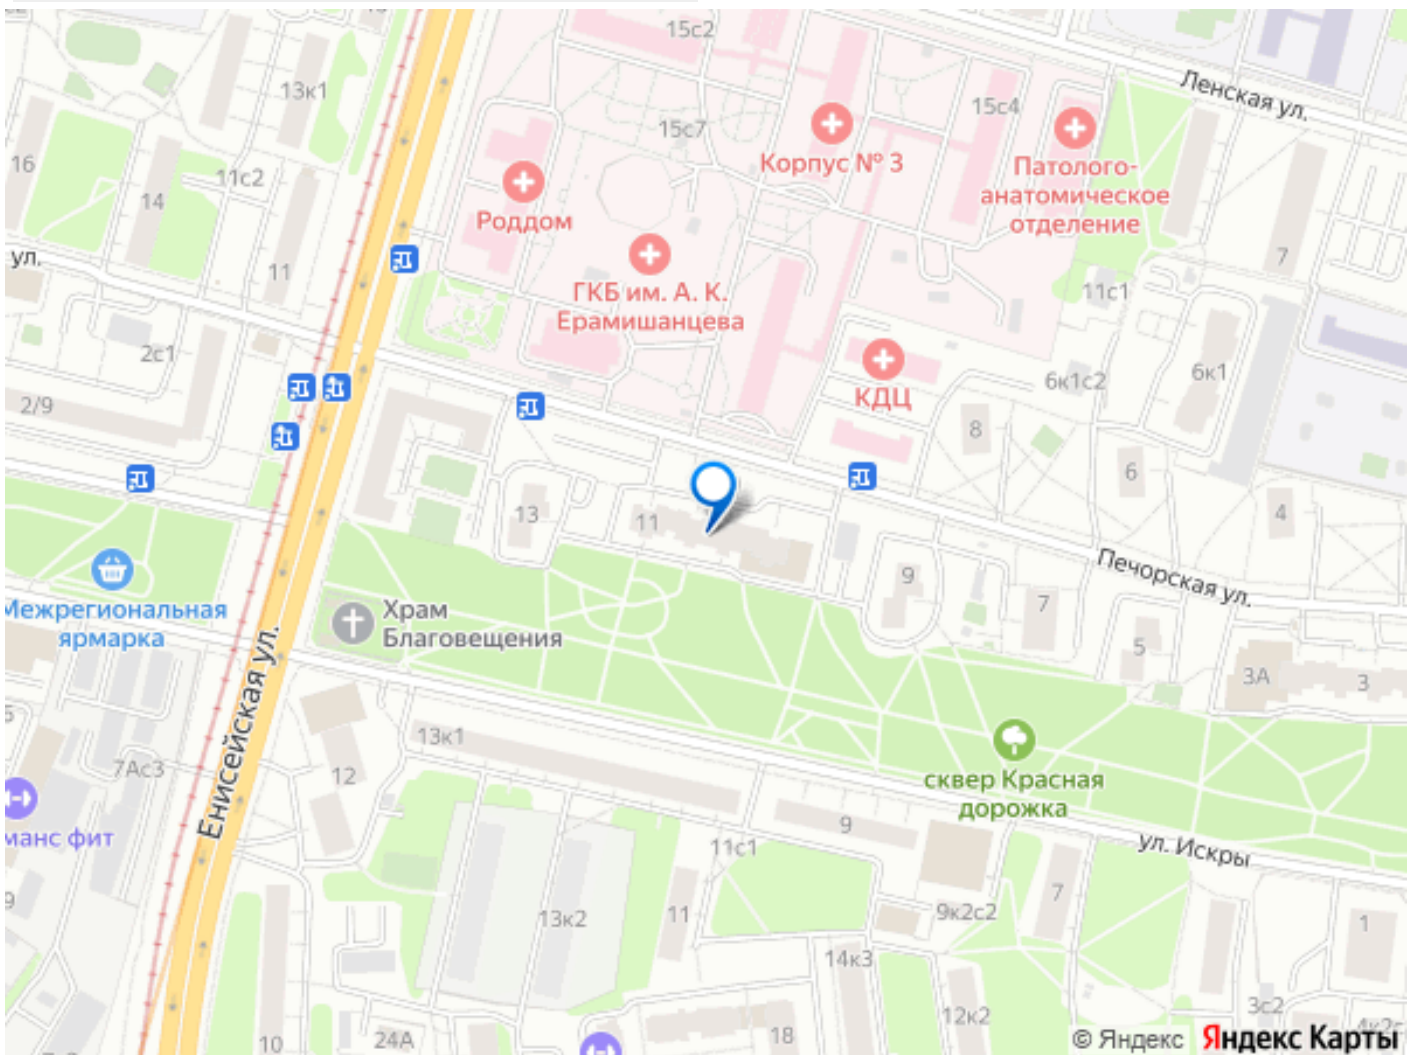 15с2
13к1
Ленская ул.
15с4
15с7
Корпус № 3
Патолого-
анатомическое
отделение
16
11с2
14
Роддом
7
ул.
11
ГКБ им. А. К.
Ерамишанцева
11с1
2с1
КДЦ
6к1с2
6к1
2/9
8
6
13
11
4
Печорская ул.
9
7
Межрегиональная
ярмарка
Храм
Благовещения
5
3А
3
Енисейская ул.
13к1
7Ас3
12
сквер Красная
дорожка
манс фит
9
11с1
ул. Искры
9
13к2
11
9к2с2
7
1
14к3
12к2
3с2
10
24А
18
© Яндекс
Яндекс Карты